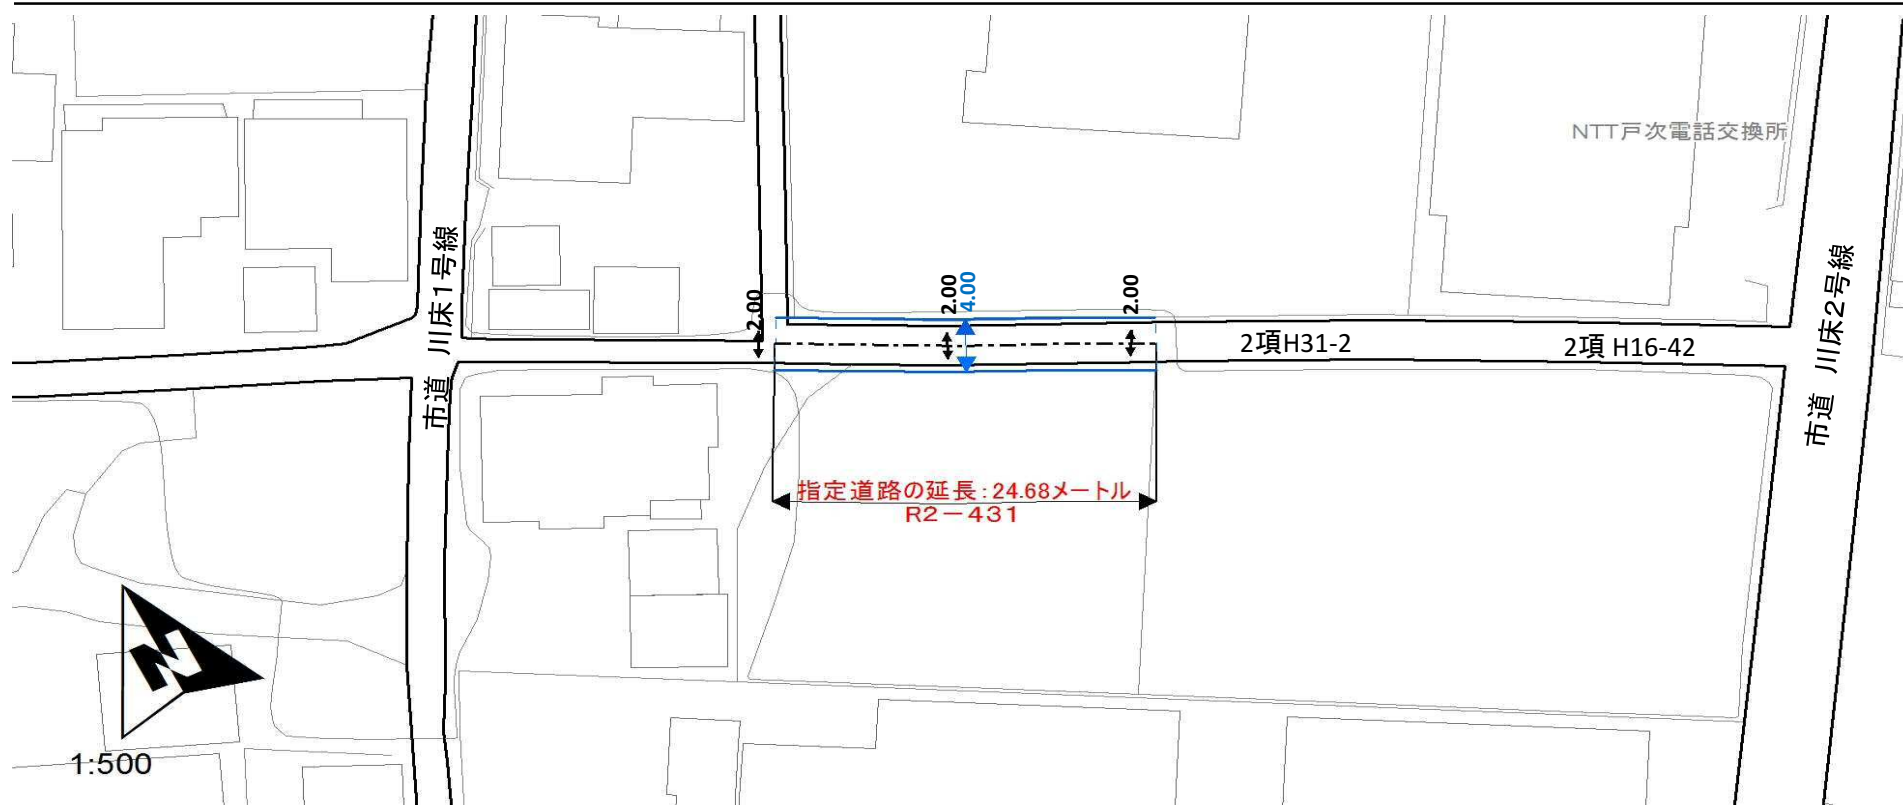 NTT戸次電話交換所
市道 川床1号線
2.00
2.00
4.00
2.00
2項H31-2
2項 H16-42
市道 川床2号線
指定道路の延長:24.68メートル
R2-431
N
1:500